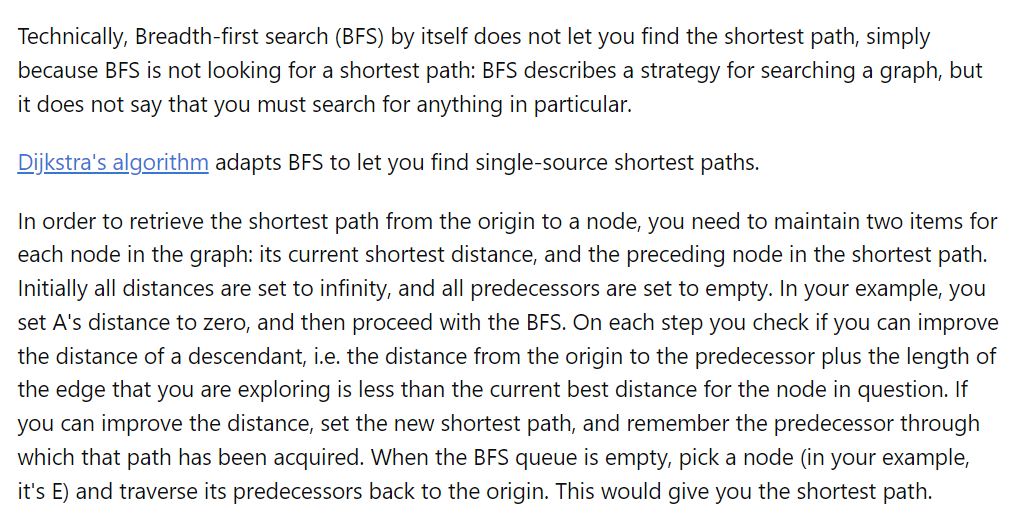 Technically, Breadth-first search (BFS) by itself does not let you find the shortest path, simply
because BFS is not looking for a shortest path: BFS describes a strategy for searching a graph, but
it does not say that you must search for anything in particular.
Dijkstra's algorithm adapts BFS to let you find single-source shortest paths.
In order to retrieve the shortest path from the origin to a node, you need to maintain two items for
each node in the graph: its current shortest distance, and the preceding node in the shortest path.
Initially all distances are set to infinity, and all predecessors are set to empty. In your example, you
set A's distance to zero, and then proceed with the BFS. On each step you check if you can improve
the distance of a descendant, i.e. the distance from the origin to the predecessor plus the length of
the edge that you are exploring is less than the current best distance for the node in question. If
you can improve the distance, set the new shortest path, and remember the predecessor through
which that path has been acquired. When the BFS queue is empty, pick a node (in your example,
it's E) and traverse its predecessors back to the origin. This would give you the shortest path.